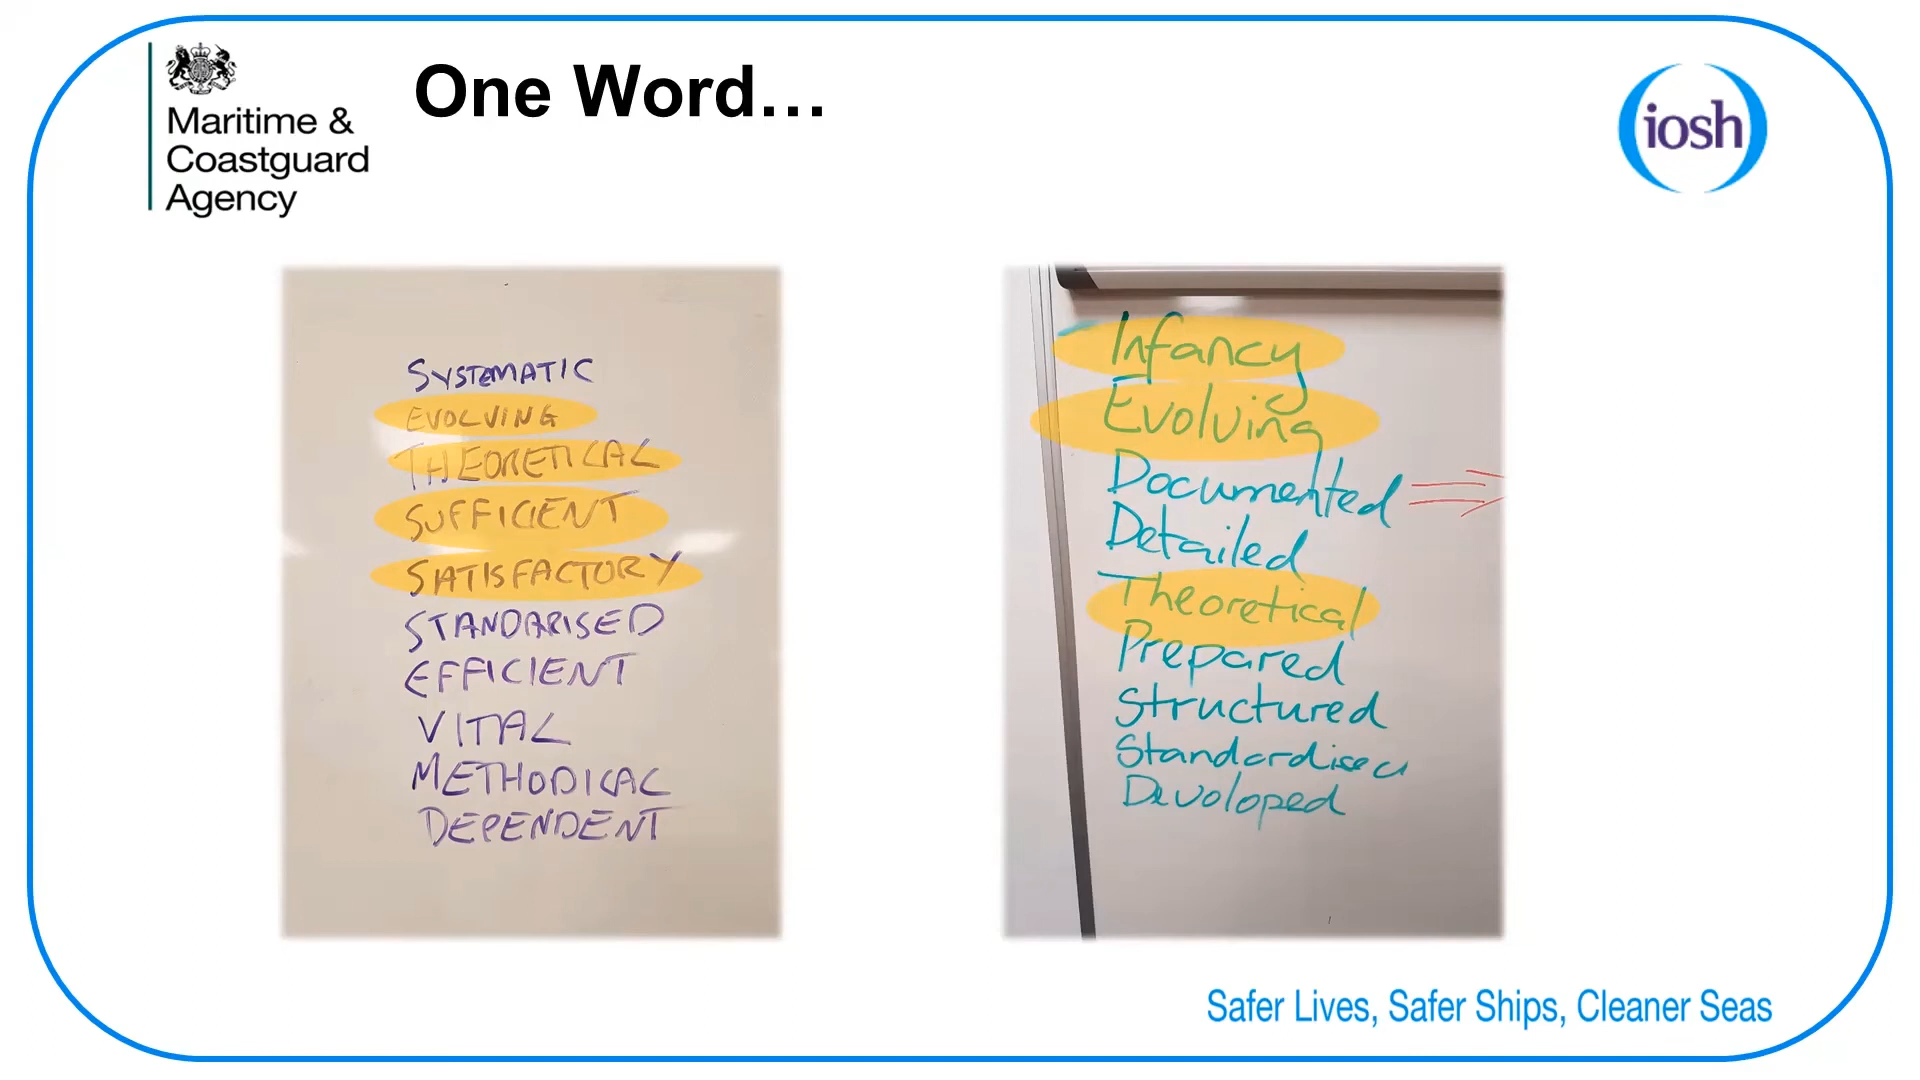 Maritime &
Coastguard
Agency
One Word…
iosh
SYSTEMATIC
EVOLVING
THEORETICAL
SUFFICIENT
SATISFACTORY
STANDARISED
EFFICIENT
VITAL
METHODICAL
DEPENDENT
Infancy
Evolving
Documented
Detailed
Theoretical
Prepared
Structured
Standardised
Devoloped
Safer Lives, Safer Ships, Cleaner Seas